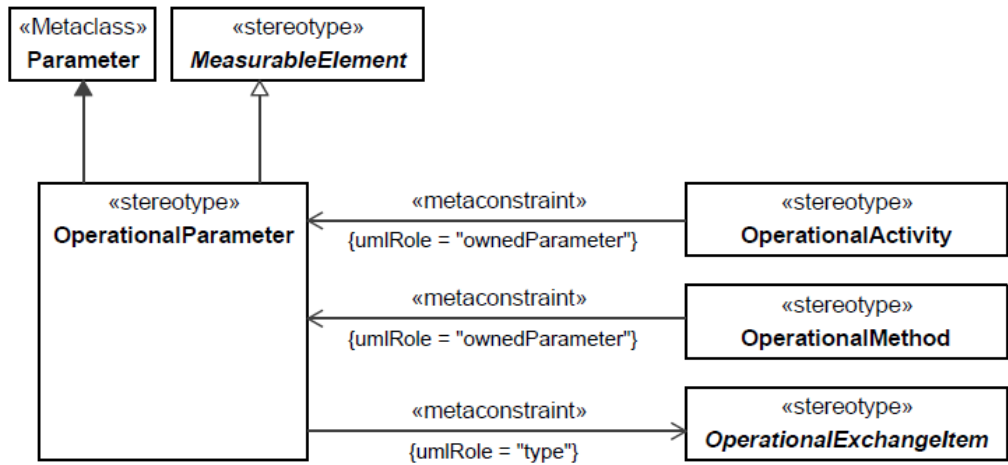 «Metaclass»
Parameter
«stereotype»
MeasurableElement
«stereotype»
OperationalParameter
«metaconstraint»
{umlRole = "ownedParameter"}
«stereotype»
OperationalActivity
«metaconstraint»
{umlRole = "ownedParameter"}
«stereotype»
OperationalMethod
«metaconstraint»
{umlRole = "type"}
«stereotype»
OperationalExchangeItem